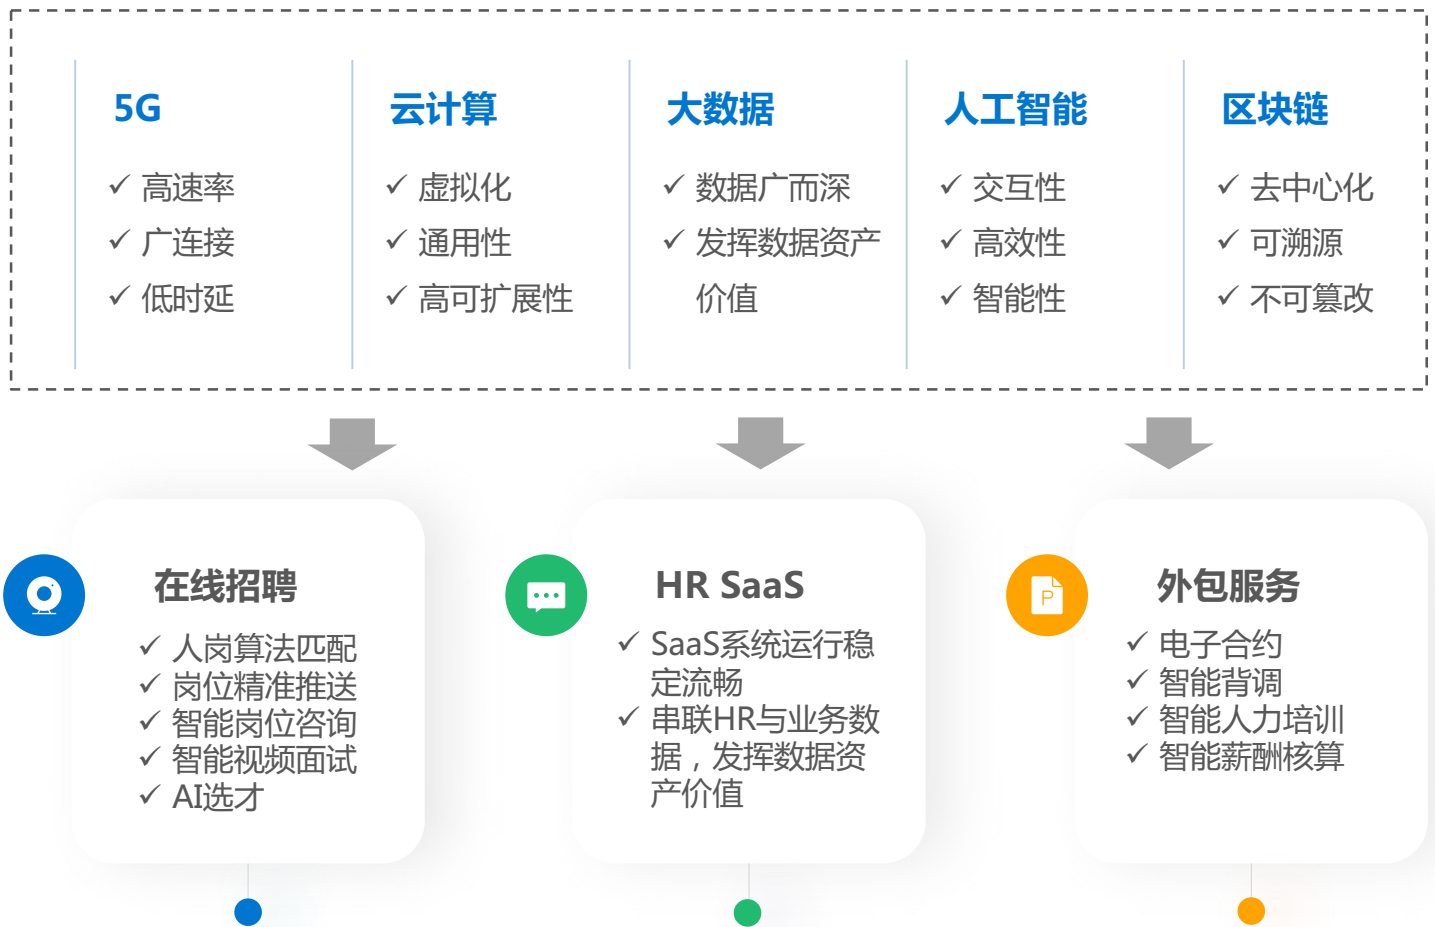 5G
✓ 高速率
✓ 广连接
✓ 低时延
云计算
✓ 虚拟化
✓ 通用性
✓ 高可扩展性
大数据
✓ 数据广而深
✓ 发挥数据资产
价值
人工智能
✓ 交互性
✓ 高效性
✓ 智能性
区块链
✓ 去中心化
✓ 可溯源
✓ 不可篡改
在线招聘
✓ 人岗算法匹配
✓ 岗位精准推送
✓ 智能岗位咨询
✓ 智能视频面试
✓ AI选才
HR SaaS
✓ SaaS系统运行稳
定流畅
✓ 串联HR与业务数
据，发挥数据资
产价值
P
外包服务
✓ 电子合约
✓ 智能背调
✓ 智能人力培训
✓ 智能薪酬核算